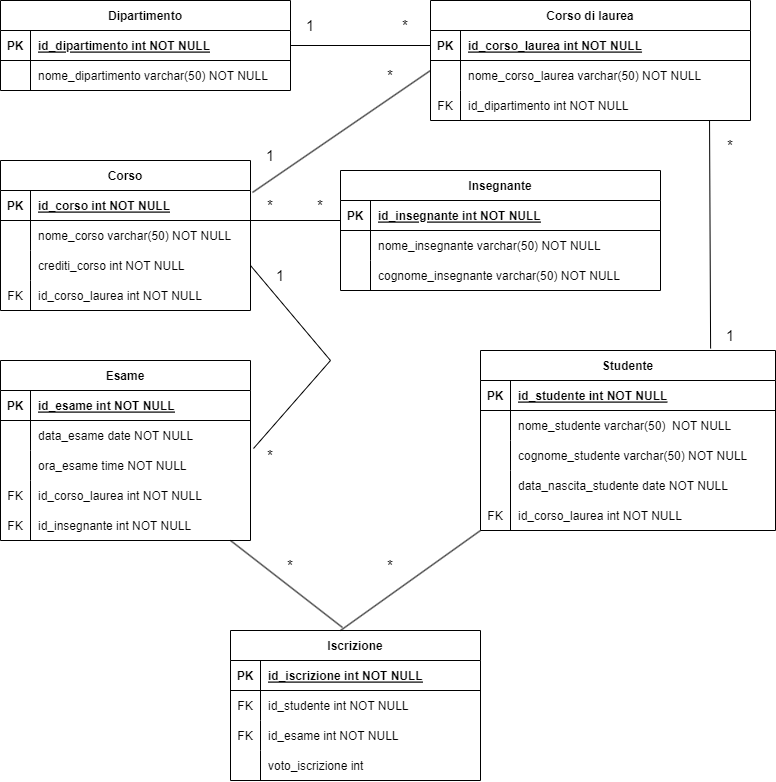 Dipartimento
PK id_dipartimento int NOT NULL
nome_dipartimento varchar(50) NOT NULL
1
*
Corso di laurea
PK id_corso_laurea int NOT NULL
nome_corso_laurea varchar(50) NOT NULL
FK id_dipartimento int NOT NULL
*
1
*
Corso
PK id_corso int NOT NULL
nome_corso varchar(50) NOT NULL
crediti_corso int NOT NULL
FK id_corso_laurea int NOT NULL
*
*
Insegnante
PK id_insegnante int NOT NULL
nome_insegnante varchar(50) NOT NULL
cognome_insegnante varchar(50) NOT NULL
1
1
Esame
PK id_esame int NOT NULL
data_esame date NOT NULL
ora_esame time NOT NULL
FK id_corso_laurea int NOT NULL
FK id_insegnante int NOT NULL
*
Studente
PK id_studente int NOT NULL
nome_studente varchar(50) NOT NULL
cognome_studente varchar(50) NOT NULL
data_nascita_studente date NOT NULL
FK id_corso_laurea int NOT NULL
*
*
Iscrizione
PK id_iscrizione int NOT NULL
FK id_studente int NOT NULL
FK id_esame int NOT NULL
voto_iscrizione int